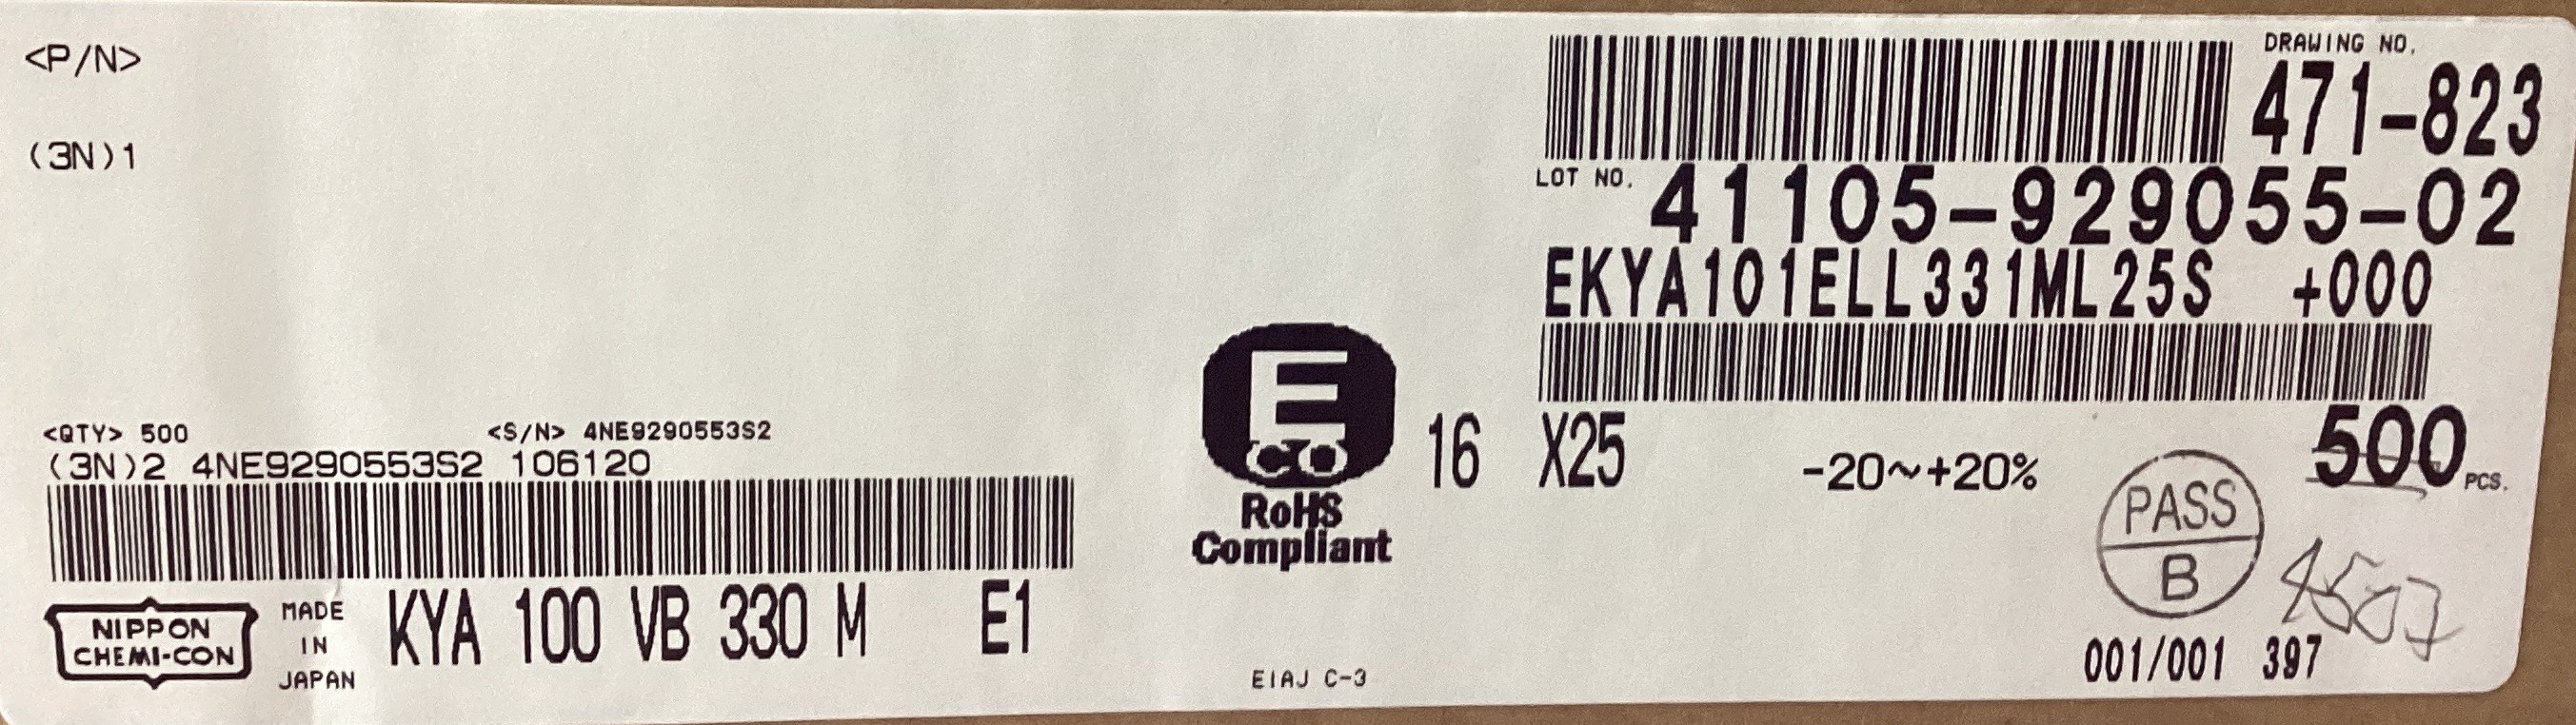 <P/N>
(3N)1
DRAWING NO.
471-823
LOT NO. 41105-929055-02
EKYA101ELL331ML25S +000
<QTY> 500 <S/N> 4NE9290553S2
(3N)2 4NE9290553S2 106120
E
RoHS
Compliant
16 X25 -20~+20% 500 PCS.
PASS
B
NIPPON
CHEMI-CON
MADE
IN
JAPAN
KYA 100 VB 330 M E1
EIAJ C-3
001/001 397